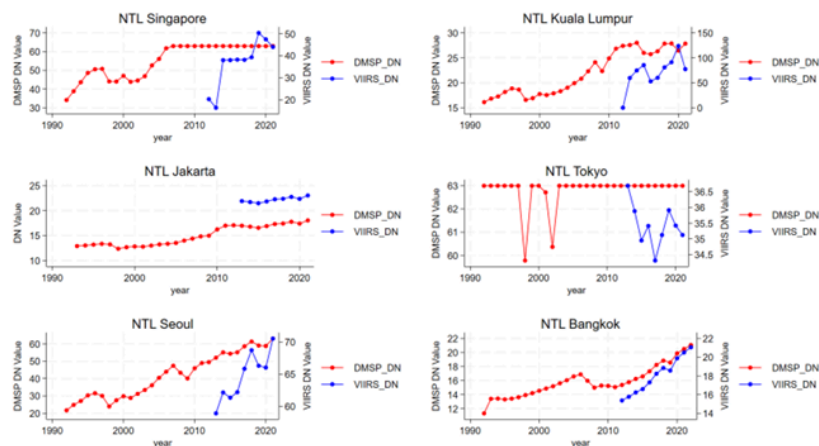 NTL Singapore
DMSP DN Value
70
60
50
40
30
50
40
30
20
VIIRS DN Value
1990
2000
2010
2020
year
DMSP_DN
VIIRS_DN
NTL Kuala Lumpur
DMSP DN Value
30
25
20
15
150
100
50
0
VIIRS DN Value
1990
2000
2010
2020
year
DMSP_DN
VIIRS_DN
NTL Jakarta
DN Value
25
20
15
10
1990
2000
2010
2020
year
DMSP_DN
VIIRS_DN
NTL Tokyo
DMSP DN Value
63
62
61
60
36.5
36
35.5
35
34.5
VIIRS DN Value
1990
2000
2010
2020
year
DMSP_DN
VIIRS_DN
NTL Seoul
DMSP DN Value
60
50
40
30
20
70
65
60
VIIRS DN Value
1990
2000
2010
2020
year
DMSP_DN
VIIRS_DN
NTL Bangkok
DMSP DN Value
22
20
18
16
14
12
22
20
18
16
14
VIIRS DN Value
1990
2000
2010
2020
year
DMSP_DN
VIIRS_DN